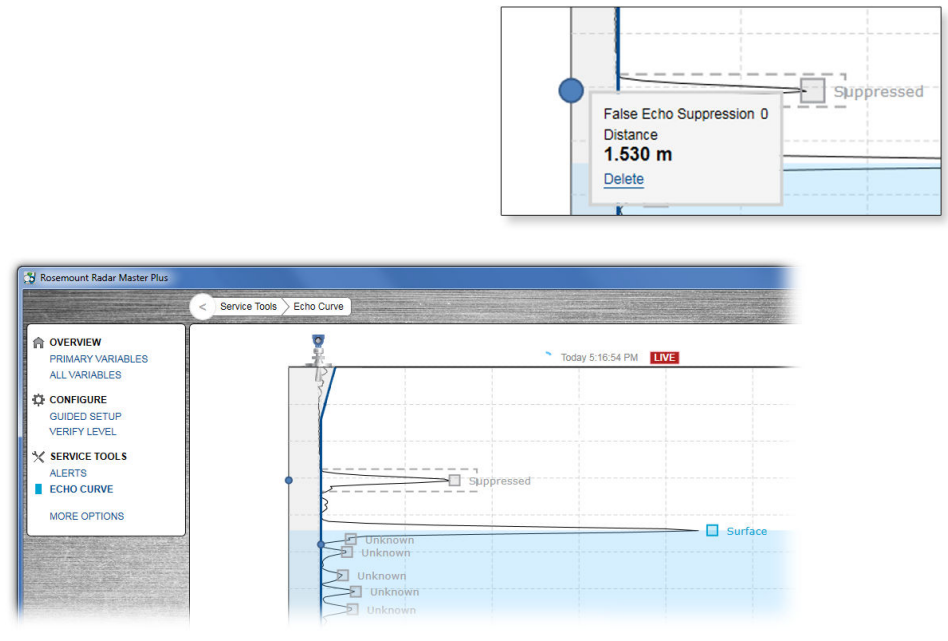 Suppressed
False Echo Suppression 0
Distance
1.530 m
Delete
Rosemount Radar Master Plus
< Service Tools Echo Curve
OVERVIEW
PRIMARY VARIABLES
ALL VARIABLES
CONFIGURE
GUIDED SETUP
VERIFY LEVEL
SERVICE TOOLS
ALERTS
ECHO CURVE
MORE OPTIONS
Today 5:16:54 PM LIVE
Suppressed
Surface
Unknown
Unknown
Unknown
Unknown
Unknown